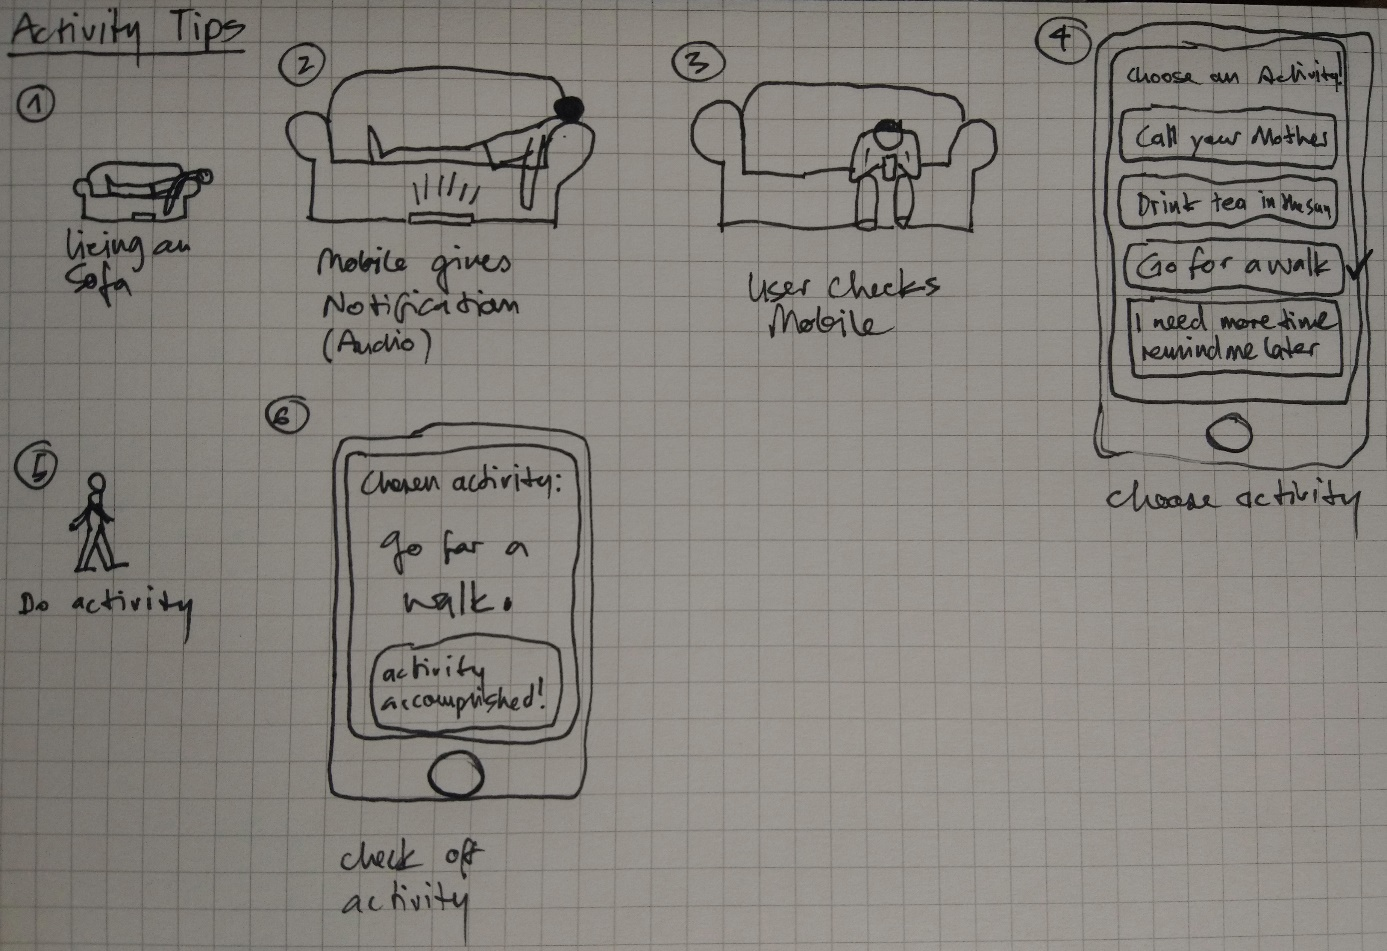 Activity Tips
1
lieing on
Sofa
2
Mobile gives
Notification
(Audio)
3
User checks
Mobile
4
Choose an Activity!
Call your Mother
Drink tea in the sun
Go for a walk
I need more time
remind me later
choose activity
5
Do activity
6
Chosen activity:
go for a
walk.
activity
accomplished!
check off
activity